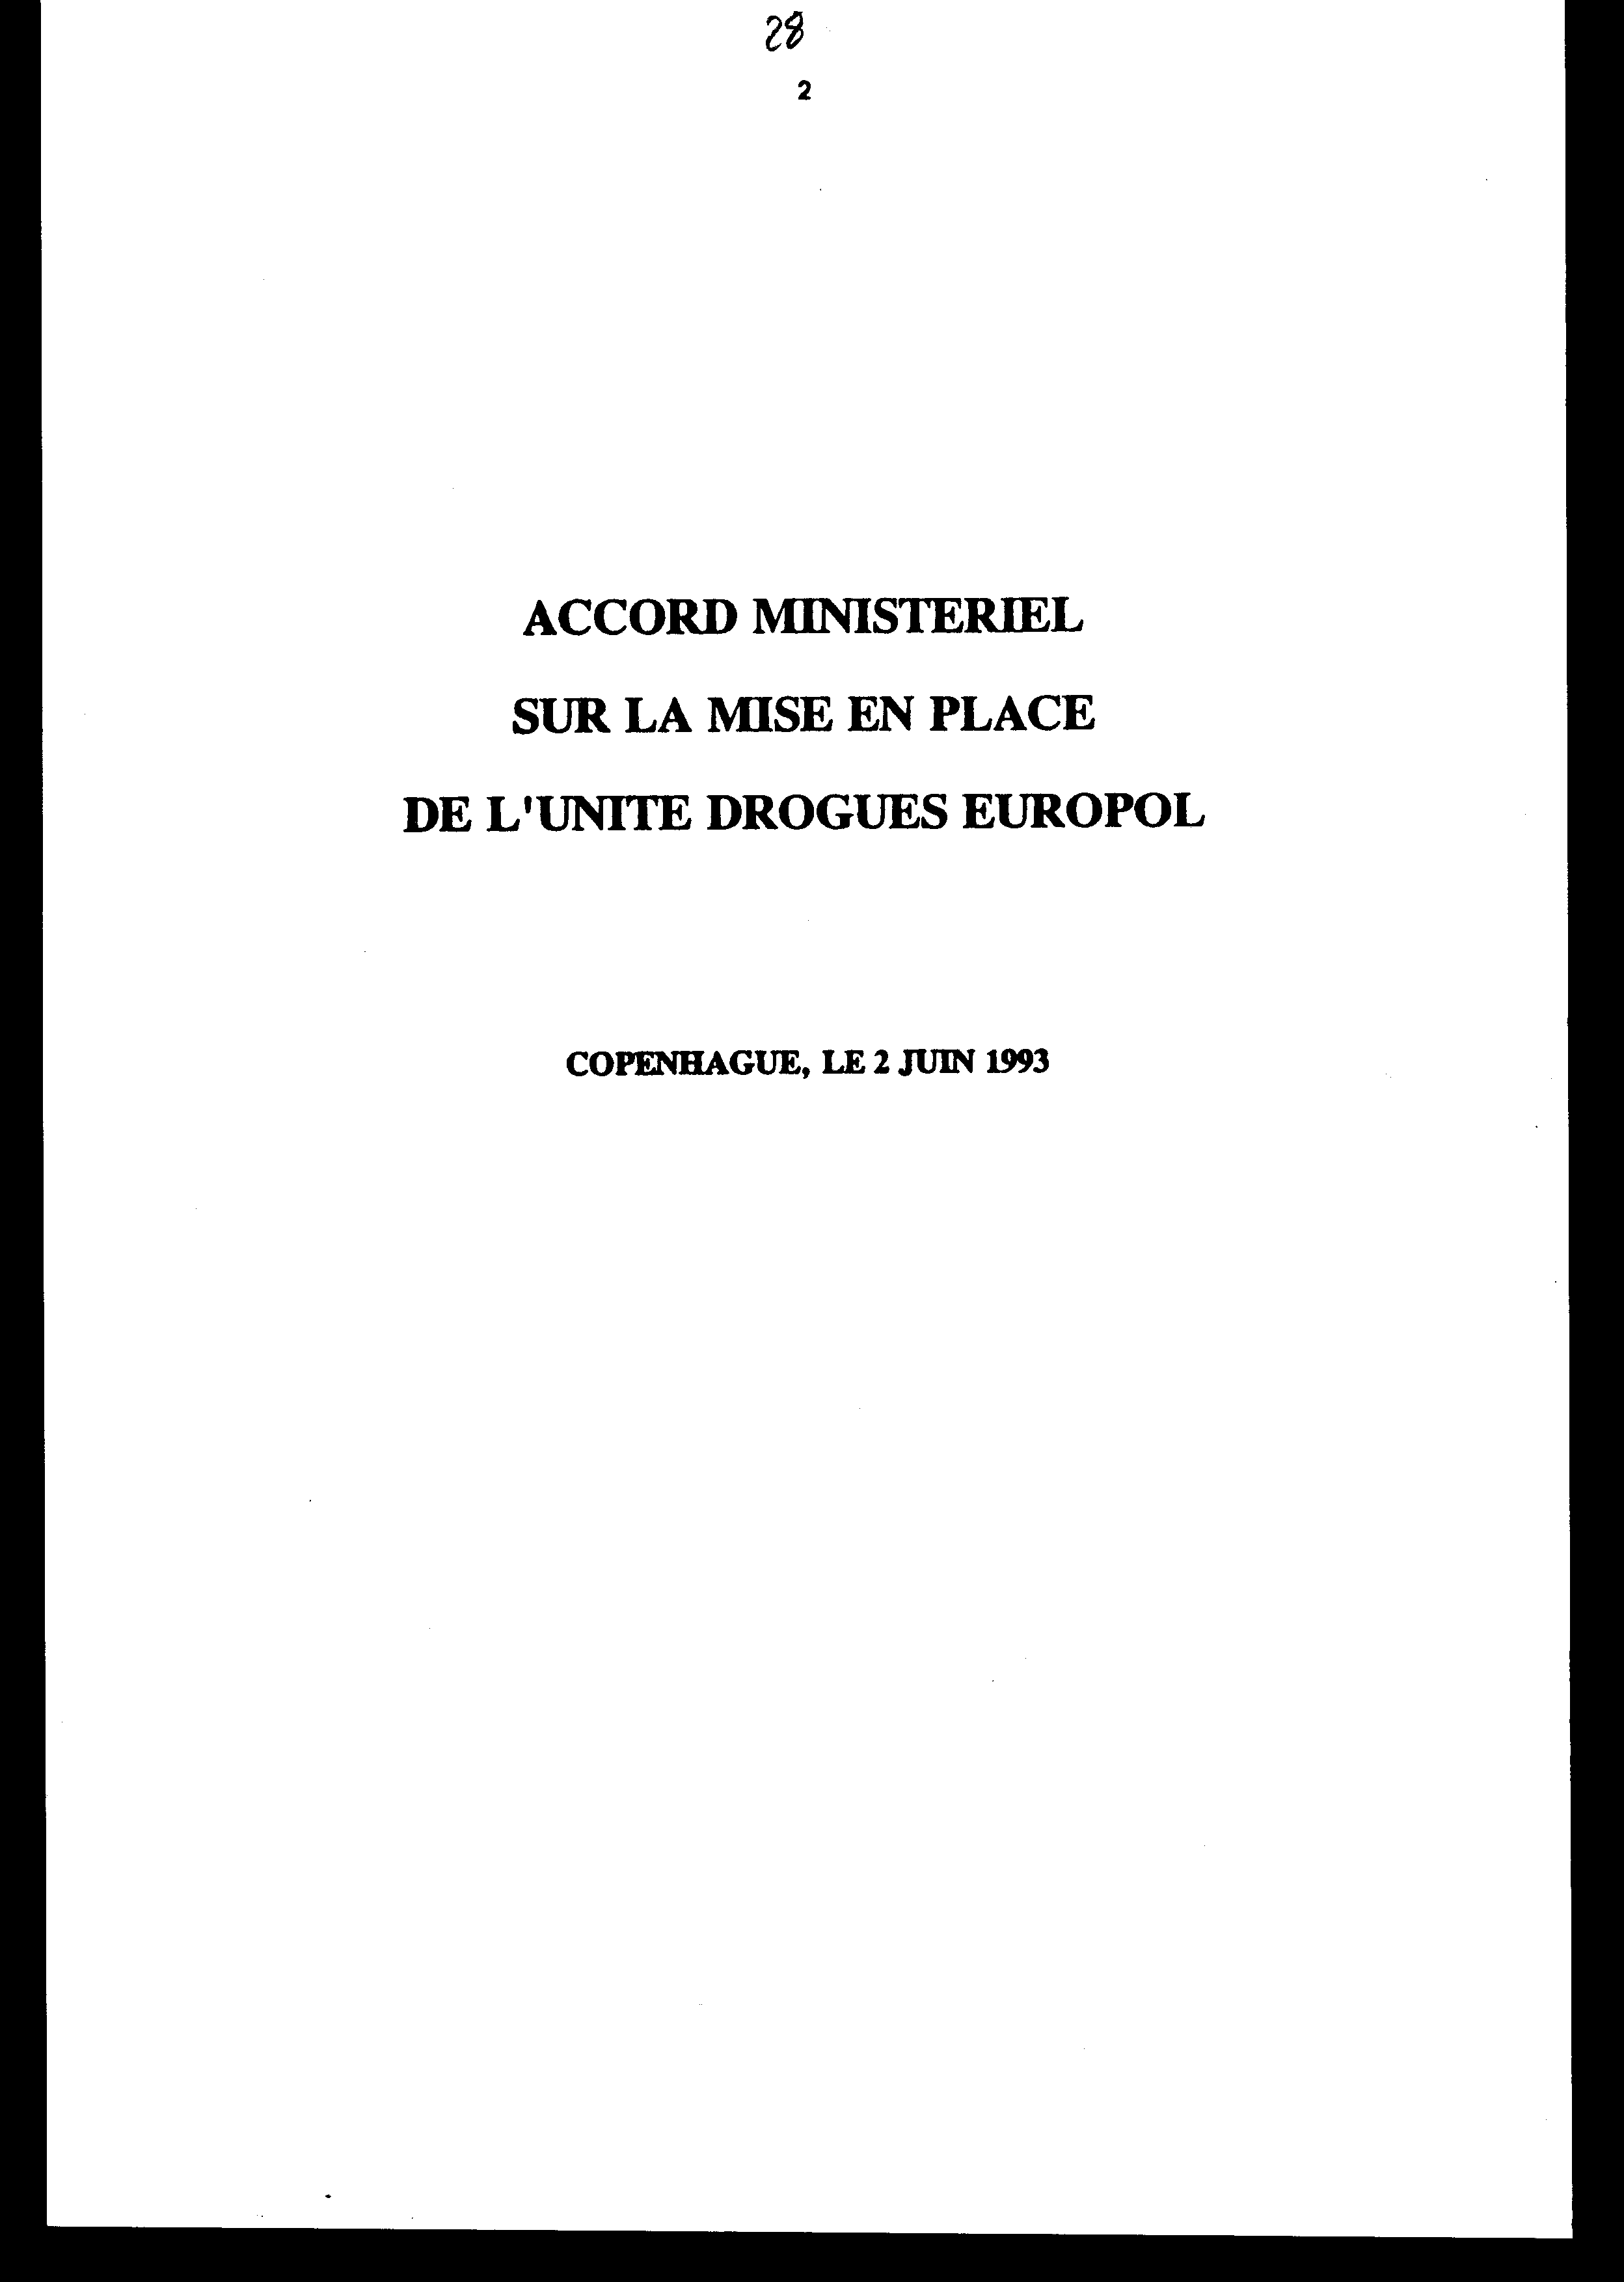 28
2
ACCORD MINISTERIEL
SUR LA MISE EN PLACE
DE L'UNITE DROGUES EUROPOL
COPENHAGUE, LE 2 JUIN 1993